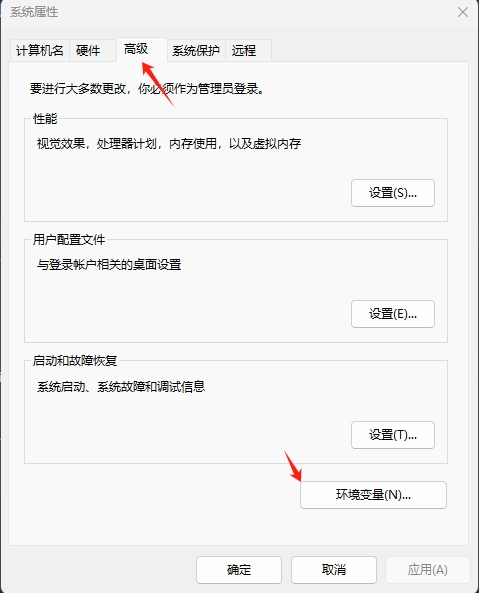 系统属性
计算机名 硬件 高级 系统保护 远程
要进行大多数更改，你必须作为管理员登录。
性能
视觉效果，处理器计划，内存使用，以及虚拟内存
设置(S)...
用户配置文件
与登录帐户相关的桌面设置
设置(E)...
启动和故障恢复
系统启动、系统故障和调试信息
设置(T)...
环境变量(N)...
确定 取消 应用(A)